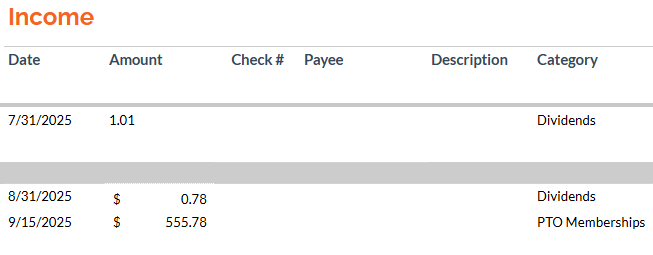 Income
Date Amount Check # Payee Description Category
7/31/2025 1.01 Dividends
8/31/2025 $ 0.78 Dividends
9/15/2025 $ 555.78 PTO Memberships